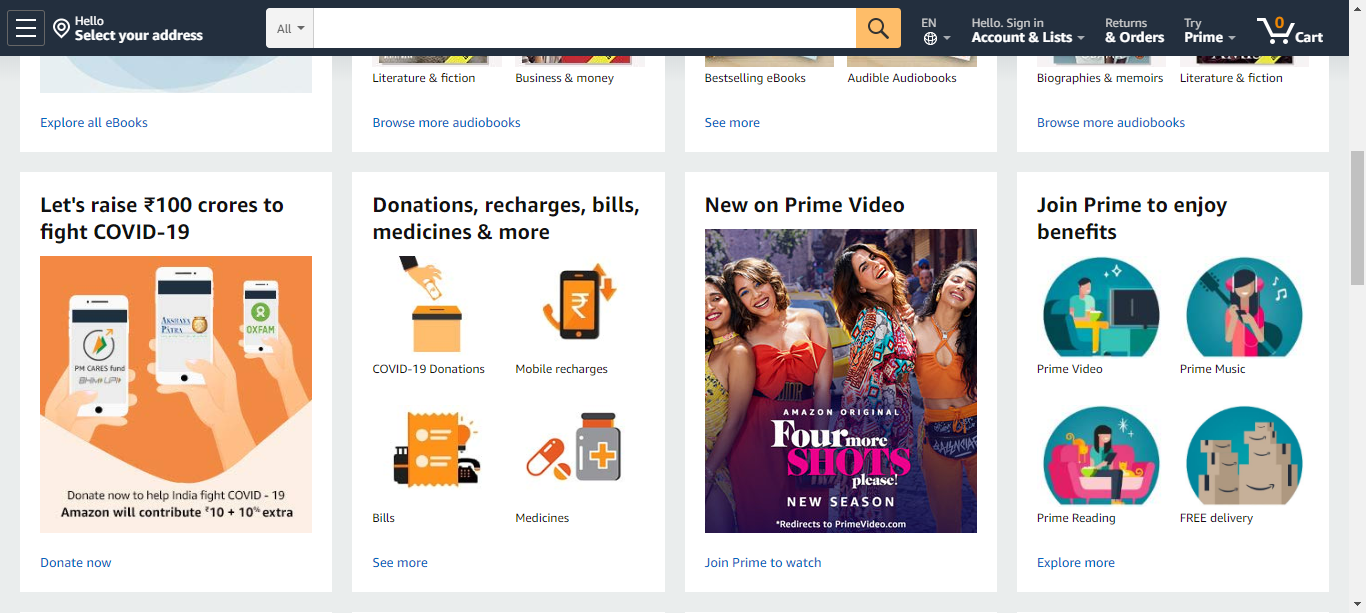 Hello
Select your address
All
EN
Hello. Sign in
Account & Lists
Returns
& Orders
Try
Prime
0
Cart
Literature & fiction
Business & money
Bestselling eBooks
Audible Audiobooks
Biographies & memoirs
Literature & fiction
Explore all eBooks
Browse more audiobooks
See more
Browse more audiobooks
Let's raise ₹100 crores to
fight COVID-19
PM CARES fund
BHIM UPI
AKSHAYA
PATRA
OXFAM
Donate now to help India fight COVID - 19
Amazon will contribute ₹10 + 10% extra
Donate now
Donations, recharges, bills,
medicines & more
₹
COVID-19 Donations
Mobile recharges
Bills
Medicines
See more
New on Prime Video
AMAZON ORIGINAL
Four more
SHOTS
please!
NEW SEASON
*Redirects to PrimeVideo.com
Join Prime to watch
Join Prime to enjoy
benefits
Prime Video
Prime Music
Prime Reading
FREE delivery
Explore more